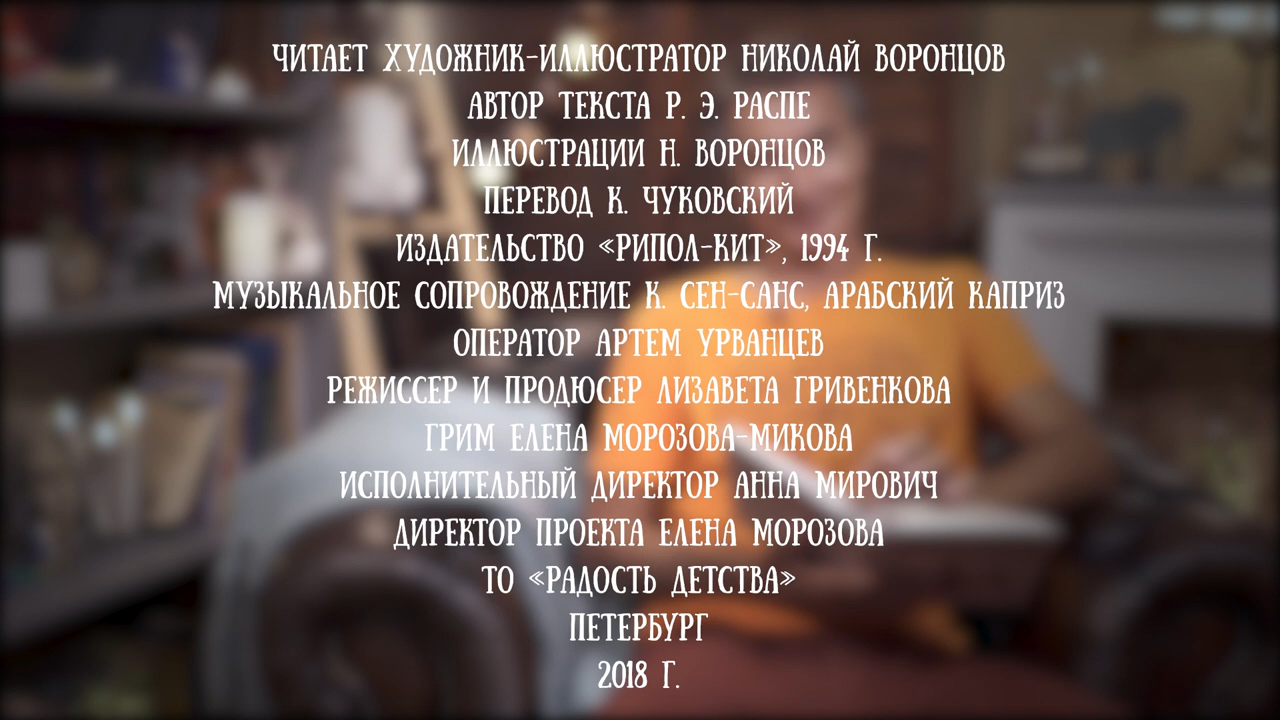 ЧИТАЕТ ХУДОЖНИК-ИЛЛЮСТРАТОР НИКОЛАЙ ВОРОНЦОВ
АВТОР ТЕКСТА Р. Э. РАСПЕ
ИЛЛЮСТРАЦИИ Н. ВОРОНЦОВ
ПЕРЕВОД К. ЧУКОВСКИЙ
ИЗДАТЕЛЬСТВО «РИПОЛ-КИТ», 1994 Г.
МУЗЫКАЛЬНОЕ СОПРОВОЖДЕНИЕ К. СЕН-САНС, АРАБСКИЙ КАПРИЗ
ОПЕРАТОР АРТЕМ УРВАНЦЕВ
РЕЖИССЕР И ПРОДЮСЕР ЛИЗАВЕТА ГРИВЕНКОВА
ГРИМ ЕЛЕНА МОРОЗОВА-МИКОВА
ИСПОЛНИТЕЛЬНЫЙ ДИРЕКТОР АННА МИРОВИЧ
ДИРЕКТОР ПРОЕКТА ЕЛЕНА МОРОЗОВА
ТО «РАДОСТЬ ДЕТСТВА»
ПЕТЕРБУРГ
2018 Г.